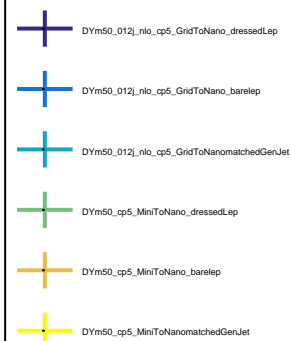 DYm50_012j_nlo_cp5_GridToNano_dressedLep
DYm50_012j_nlo_cp5_GridToNano_barelep
DYm50_012j_nlo_cp5_GridToNanomatchedGenJet
DYm50_cp5_MiniToNano_dressedLep
DYm50_cp5_MiniToNano_barelep
DYm50_cp5_MiniToNanomatchedGenJet